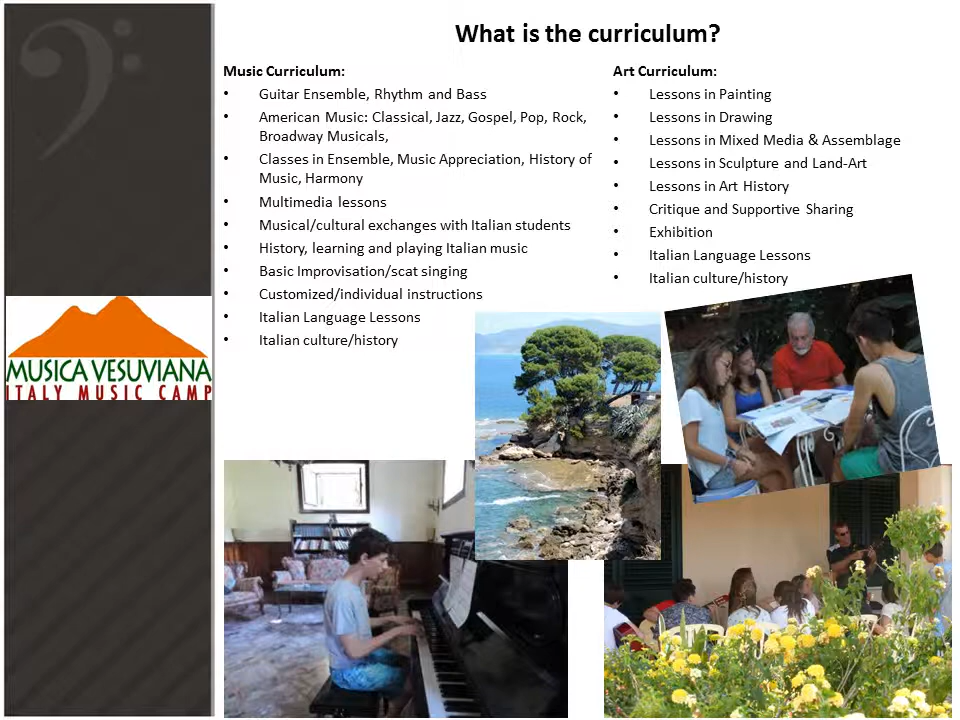 What is the curriculum?
Music Curriculum:
• Guitar Ensemble, Rhythm and Bass
• American Music: Classical, Jazz, Gospel, Pop, Rock,
Broadway Musicals,
• Classes in Ensemble, Music Appreciation, History of
Music, Harmony
• Multimedia lessons
• Musical/cultural exchanges with Italian students
• History, learning and playing Italian music
• Basic Improvisation/scat singing
• Customized/individual instructions
• Italian Language Lessons
• Italian culture/history
Art Curriculum:
• Lessons in Painting
• Lessons in Drawing
• Lessons in Mixed Media & Assemblage
• Lessons in Sculpture and Land-Art
• Lessons in Art History
• Critique and Supportive Sharing
• Exhibition
• Italian Language Lessons
• Italian culture/history
MUSICA VESUVIANA
ITALY MUSIC CAMP